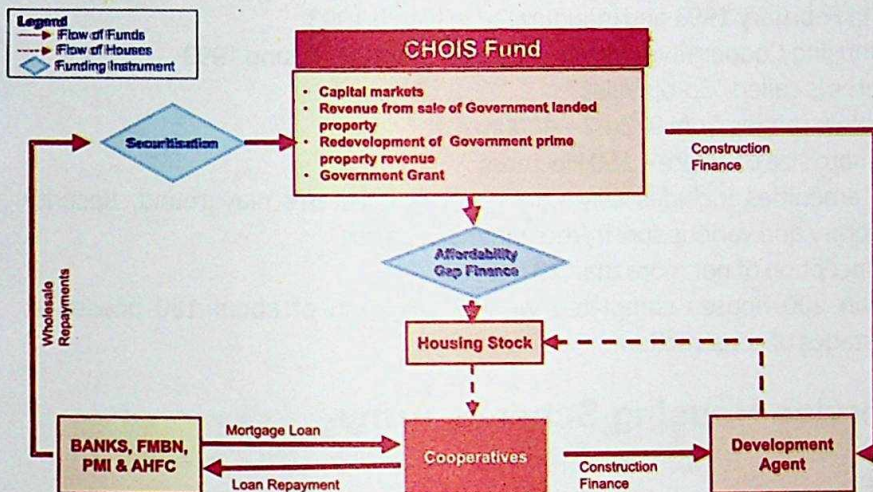 Legend
Flow of Funds
Flow of Houses
Funding Instrument
CHOIS Fund
• Capital markets
• Revenue from sale of Government landed
property
• Redevelopment of Government prime
property revenue
• Government Grant
Securitisation
Construction
Finance
Affordability
Gap Finance
Wholesale
Repayments
Housing Stock
BANKS, FMBN,
PMI & AHFC
Mortgage Loan
Loan Repayment
Cooperatives
Construction
Finance
Development
Agent